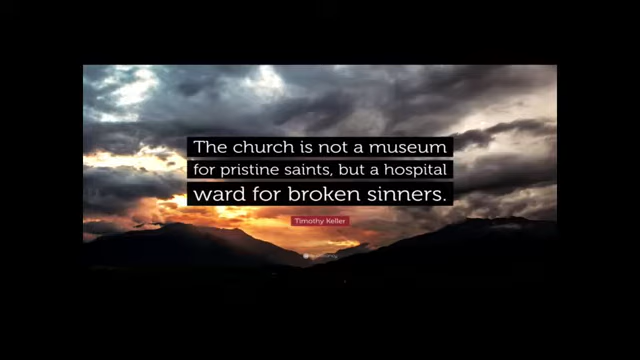 The church is not a museum
for pristine saints, but a hospital
ward for broken sinners.
Timothy Keller